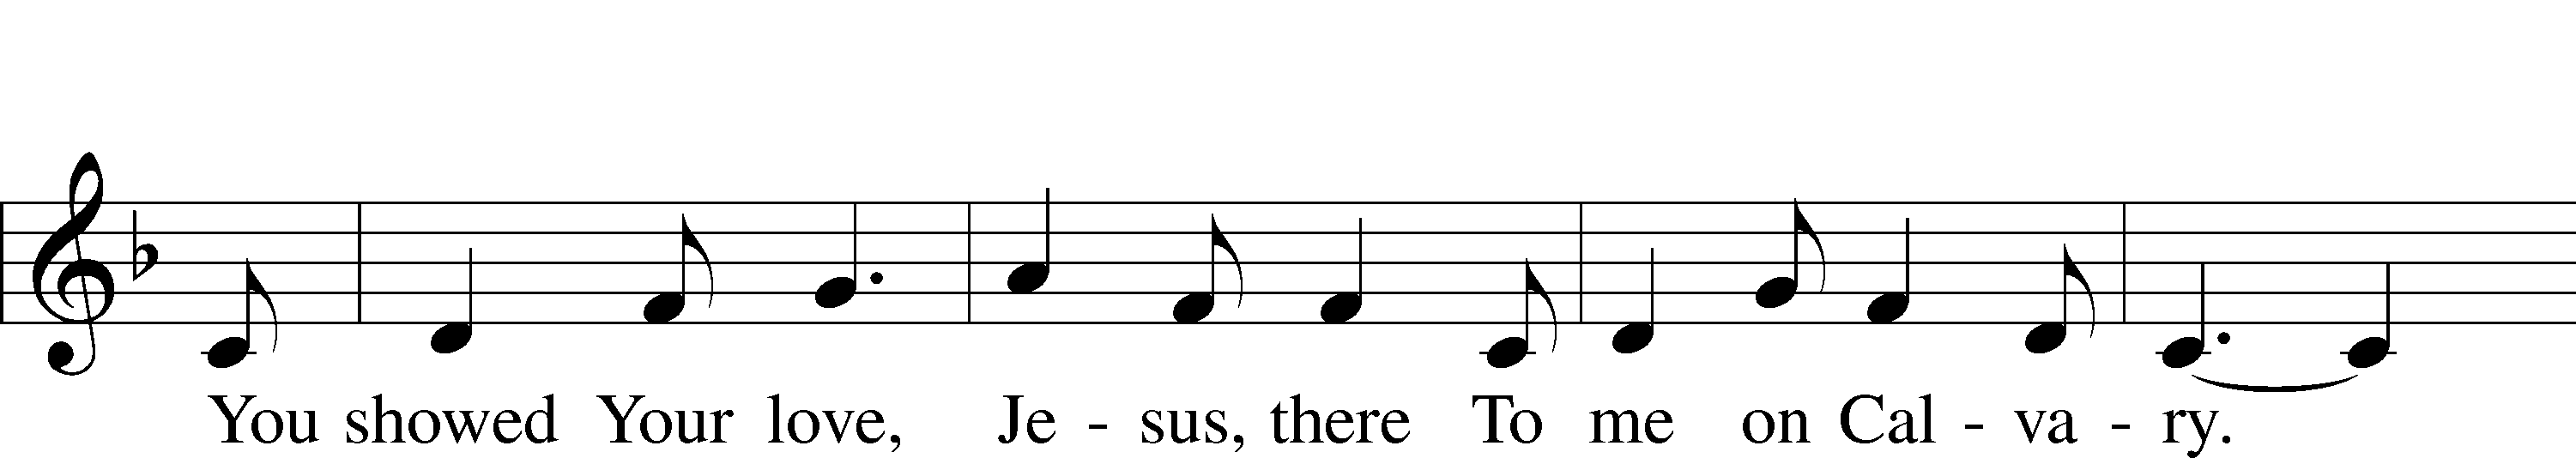 You showed Your love, Je - sus, there To me on Cal - va - ry.